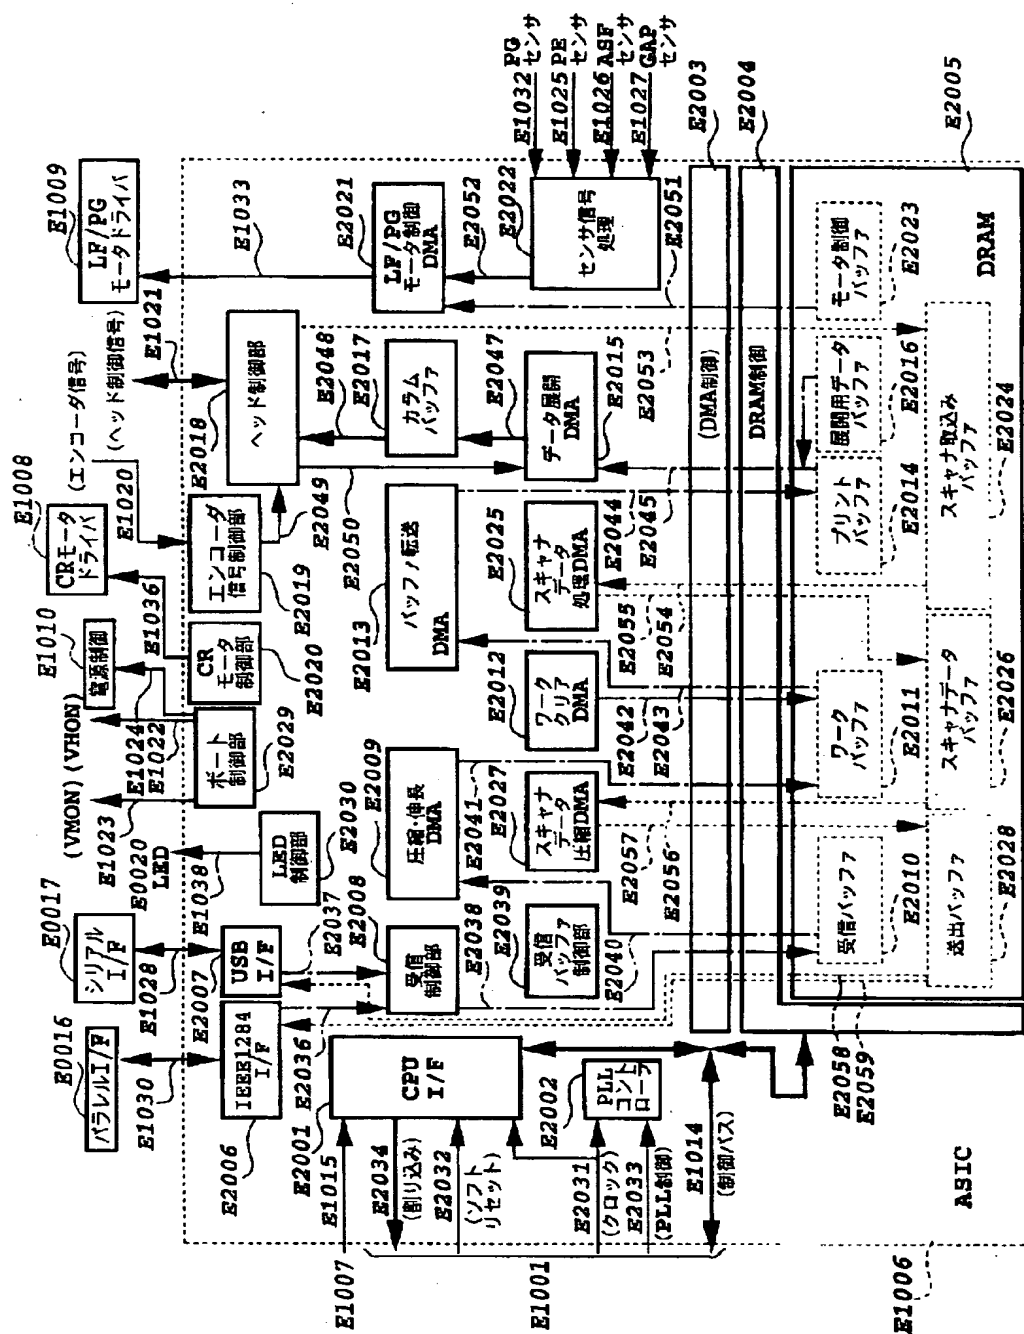 E0016
パラレルI/F
E1030
E0017
シリアル
I/F
E1028
E0020
LED
E1038
(VMON)
(VHON)
E1023
E1022
E1024
E1010
電源制御
E1036
E1008
CRモータ
ドライバ
E1020
(エンコーダ信号)
(ヘッド制御信号)
E1021
E1009
LF/PG
モータドライバ
E1033
E2006
IEEE1284
I/F
E2007
USB
I/F
E2036
E2037
E2008
受信
制御部
LED
制御部
E2030
ポート
制御部
E2029
CR
モータ
制御部
E2020
エンコーダ
信号制御部
E2019
E2018
ヘッド制御部
E2049
E2050
E2048
E2017
カラム
バッファ
E2047
データ展開
DMA
E2015
E2053
LF/PG
モータ制御
DMA
E2021
E2052
E2022
センサ信号
処理
E2051
E1032
PG
センサ
E1025
PE
センサ
E1026
ASF
センサ
E1027
GAP
センサ
E2001
E1015
E2034
(割り込み)
E2032
(ソフト
リセット)
CPU
I/F
E2002
PLL
コント
ローラ
E2031
(クロック)
E2033
(PLL制御)
E1014
(制御バス)
E1007
E1001
E2009
圧縮・伸長
DMA
E2038
E2039
受信
バッファ
制御部
E2040
E2041
E2027
スキャナ
データ
圧縮DMA
E2057
E2056
E2012
ワーク
クリア
DMA
E2042
E2043
E2013
バッファ転送
DMA
E2025
スキャナ
データ
処理DMA
E2055
E2054
E2044
E2045
(DMA制御)
E2003
DRAM制御
E2004
E2005
DRAM
E2058
E2059
受信バッファ
E2010
送出バッファ
E2028
ワーク
バッファ
E2011
スキャナデータ
バッファ
E2026
プリント
バッファ
E2014
展開用データ
バッファ
E2016
スキャナ取込み
バッファ
E2024
モータ制御
バッファ
E2023
ASIC
E1006